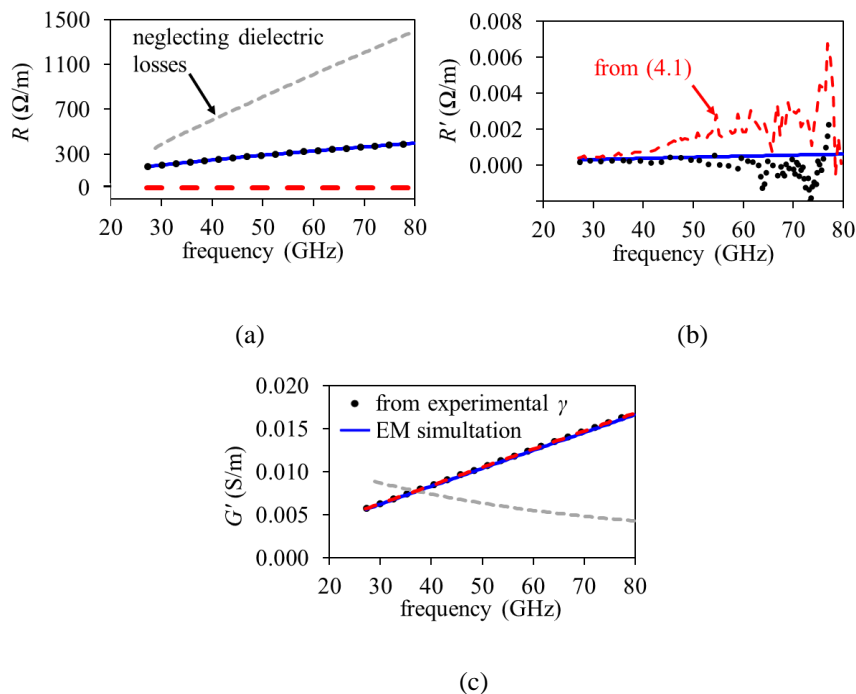 1500
1100
700
300
0
R (Ω/m)
neglecting dielectric
losses
20 30 40 50 60 70 80
frequency (GHz)
0.008
0.006
0.004
0.002
0.000
R' (Ω/m)
from (4.1)
20 30 40 50 60 70 80
frequency (GHz)
(a)
(b)
0.020
0.015
0.010
0.005
0.000
G' (S/m)
from experimental γ
EM simultation
20 30 40 50 60 70 80
frequency (GHz)
(c)